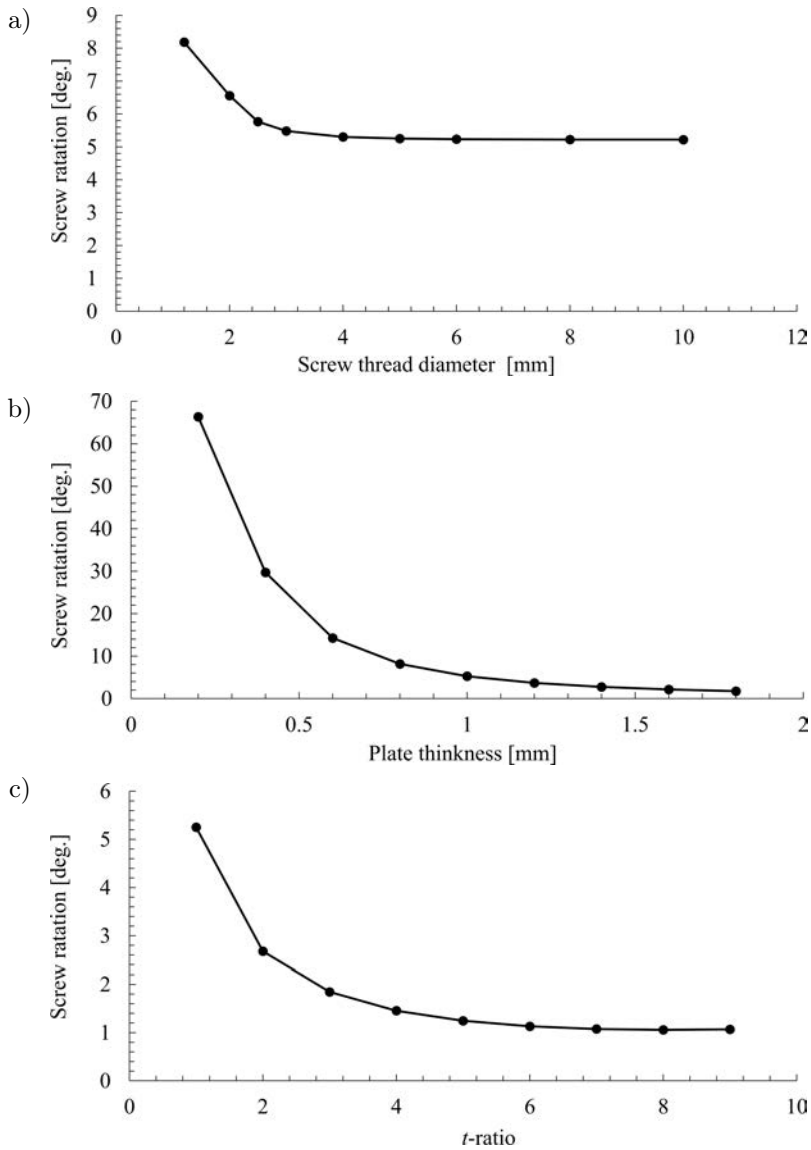 a)
Screw ratation [deg.]
9
8
7
6
5
4
3
2
1
0
0 2 4 6 8 10 12
Screw thread diameter [mm]
b)
Screw ratation [deg.]
70
60
50
40
30
20
10
0
0 0.5 1 1.5 2
Plate thinkness [mm]
c)
Screw ratation [deg.]
6
5
4
3
2
1
0
0 2 4 6 8 10
t-ratio